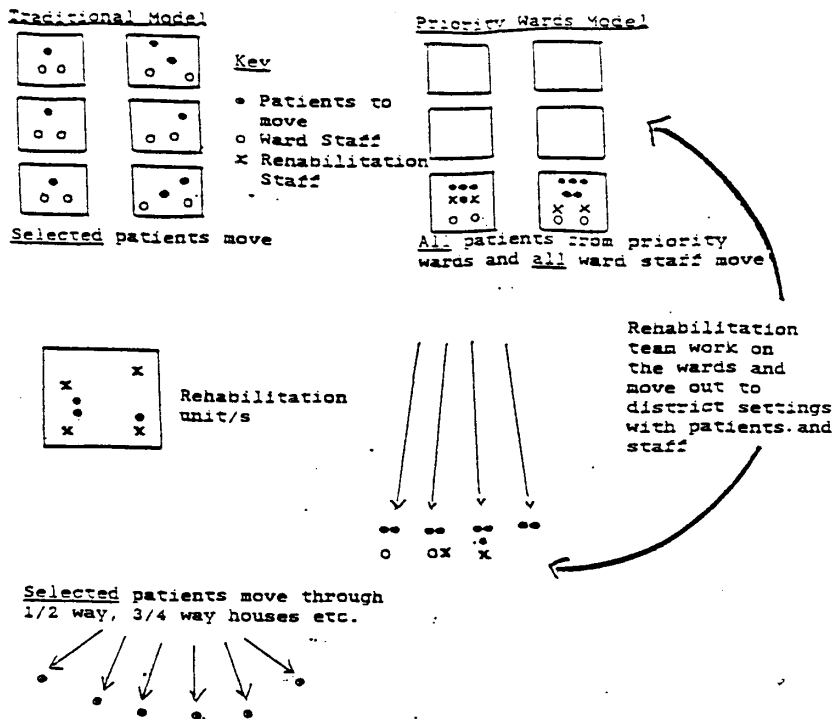 Traditional Model
Key
• Patients to
move
o Ward Staff
x Rehabilitation
Staff
Selected patients move
Rehabilitation
unit/s
Selected patients move through
1/2 way, 3/4 way houses etc.
Priority Wards Model
All patients from priority
wards and all ward staff move
Rehabilitation
team work on
the wards and
move out to
district settings
with patients and
staff